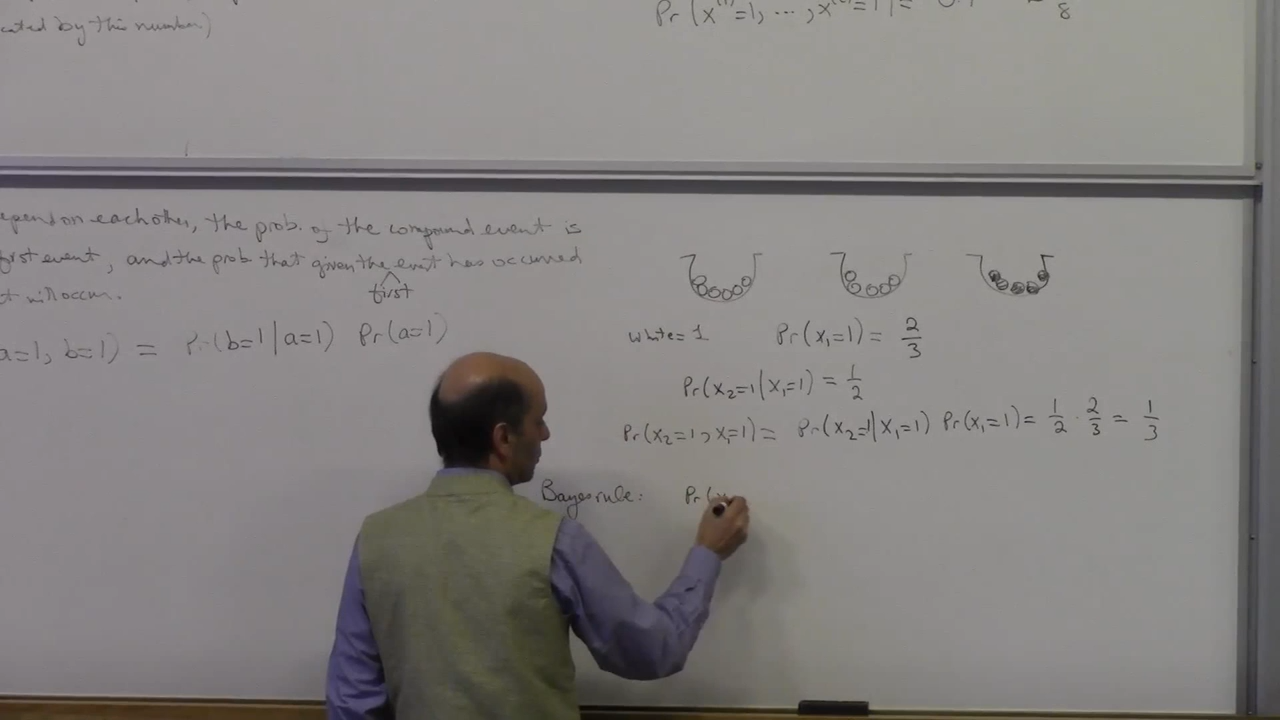 cated by this number.)
Pr(x⁽¹⁾=1, ..., x =1)=
8
epend on each other, the prob. of the compound event is
first event, and the prob that given the event has occurred
first
t will occur.
a=1, b=1) = Pr(b=1 | a=1) Pr(a=1)
White=1 Pr(x₁=1) = 2/3
Pr(x₂=1|x₁=1) = 1/2
Pr(x₂=1, x₁=1) = Pr(x₂=1|x₁=1) Pr(x₁=1) = 1/2 · 2/3 = 1/3
Bayes rule: Pr(x